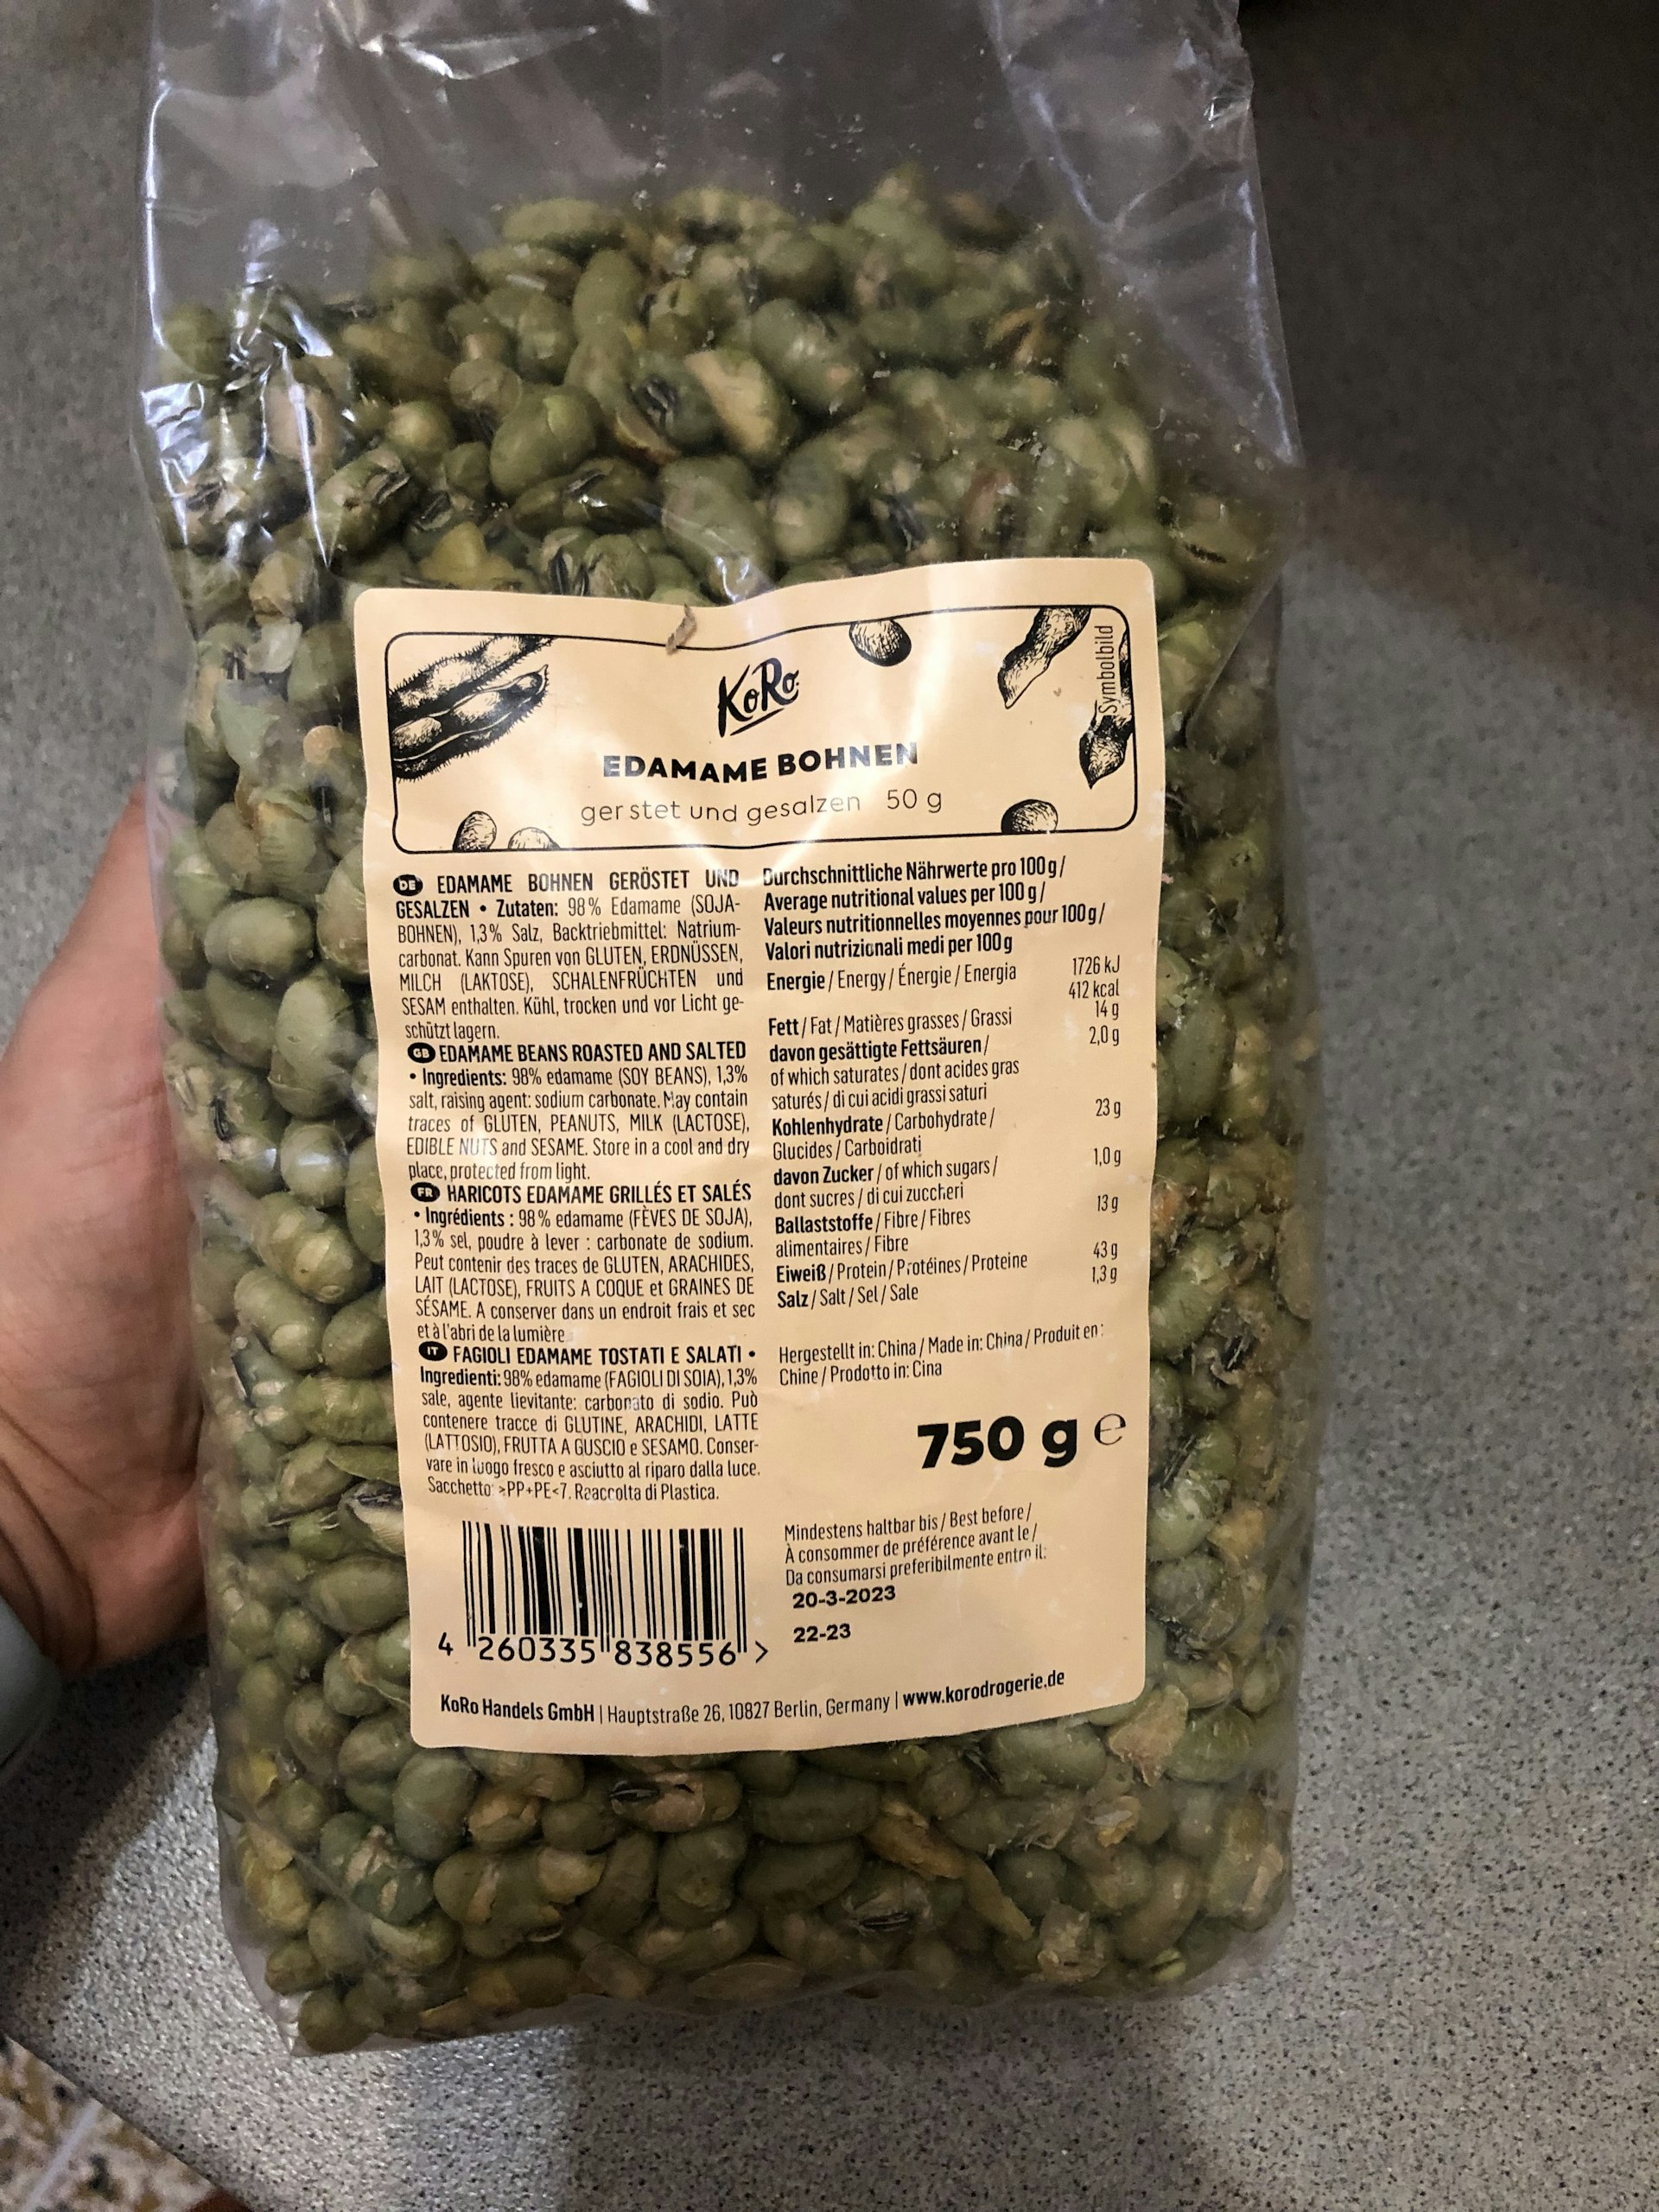 KoRo
Symbolbild
EDAMAME BOHNEN
ger stet und gesalzen 50 g
DE EDAMAME BOHNEN GERÖSTET UND
GESALZEN • Zutaten: 98% Edamame (SOJA-
BOHNEN), 1,3% Salz, Backtriebmittel: Natrium-
carbonat. Kann Spuren von GLUTEN, ERDNÜSSEN,
MILCH (LAKTOSE), SCHALENFRÜCHTEN und
SESAM enthalten. Kühl, trocken und vor Licht ge-
schützt lagern.
GB EDAMAME BEANS ROASTED AND SALTED
• Ingredients: 98% edamame (SOY BEANS), 1,3%
salt, raising agent: sodium carbonate. May contain
traces of GLUTEN, PEANUTS, MILK (LACTOSE),
EDIBLE NUTS and SESAME. Store in a cool and dry
place, protected from light.
FR HARICOTS EDAMAME GRILLÉS ET SALÉS
• Ingrédients : 98% edamame (FÈVES DE SOJA),
1,3% sel, poudre à lever : carbonate de sodium.
Peut contenir des traces de GLUTEN, ARACHIDES,
LAIT (LACTOSE), FRUITS A COQUE et GRAINES DE
SÉSAME. A conserver dans un endroit frais et sec
et à l'abri de la lumière
IT FAGIOLI EDAMAME TOSTATI E SALATI •
Ingredienti: 98% edamame (FAGIOLI DI SOIA), 1,3%
sale, agente lievitante: carbonato di sodio. Può
contenere tracce di GLUTINE, ARACHIDI, LATTE
(LATTOSIO), FRUTTA A GUSCIO e SESAMO. Conser-
vare in luogo fresco e asciutto al riparo dalla luce.
Sacchetto: >PP+PE<7. Raaccolta di Plastica.
Durchschnittliche Nährwerte pro 100 g /
Average nutritional values per 100 g /
Valeurs nutritionnelles moyennes pour 100 g /
Valori nutrizionali medi per 100 g
Energie / Energy / Énergie / Energia 1726 kJ
412 kcal
Fett / Fat / Matières grasses / Grassi 14 g
davon gesättigte Fettsäuren / 2,0 g
of which saturates / dont acides gras
saturés / di cui acidi grassi saturi
Kohlenhydrate / Carbohydrate / 23 g
Glucides / Carboidrati
davon Zucker / of which sugars / 1,0 g
dont sucres / di cui zuccheri
Ballaststoffe / Fibre / Fibres 13 g
alimentaires / Fibre
Eiweiß / Protein / Protéines / Proteine 43 g
Salz / Salt / Sel / Sale 1,3 g
Hergestellt in: China / Made in: China / Produit en :
Chine / Prodotto in: Cina
750 g ℮
Mindestens haltbar bis / Best before /
À consommer de préférence avant le /
Da consumarsi preferibilmente entro il:
20-3-2023
22-23
4 260335 838556 >
KoRo Handels GmbH | Hauptstraße 26, 10827 Berlin, Germany | www.korodrogerie.de